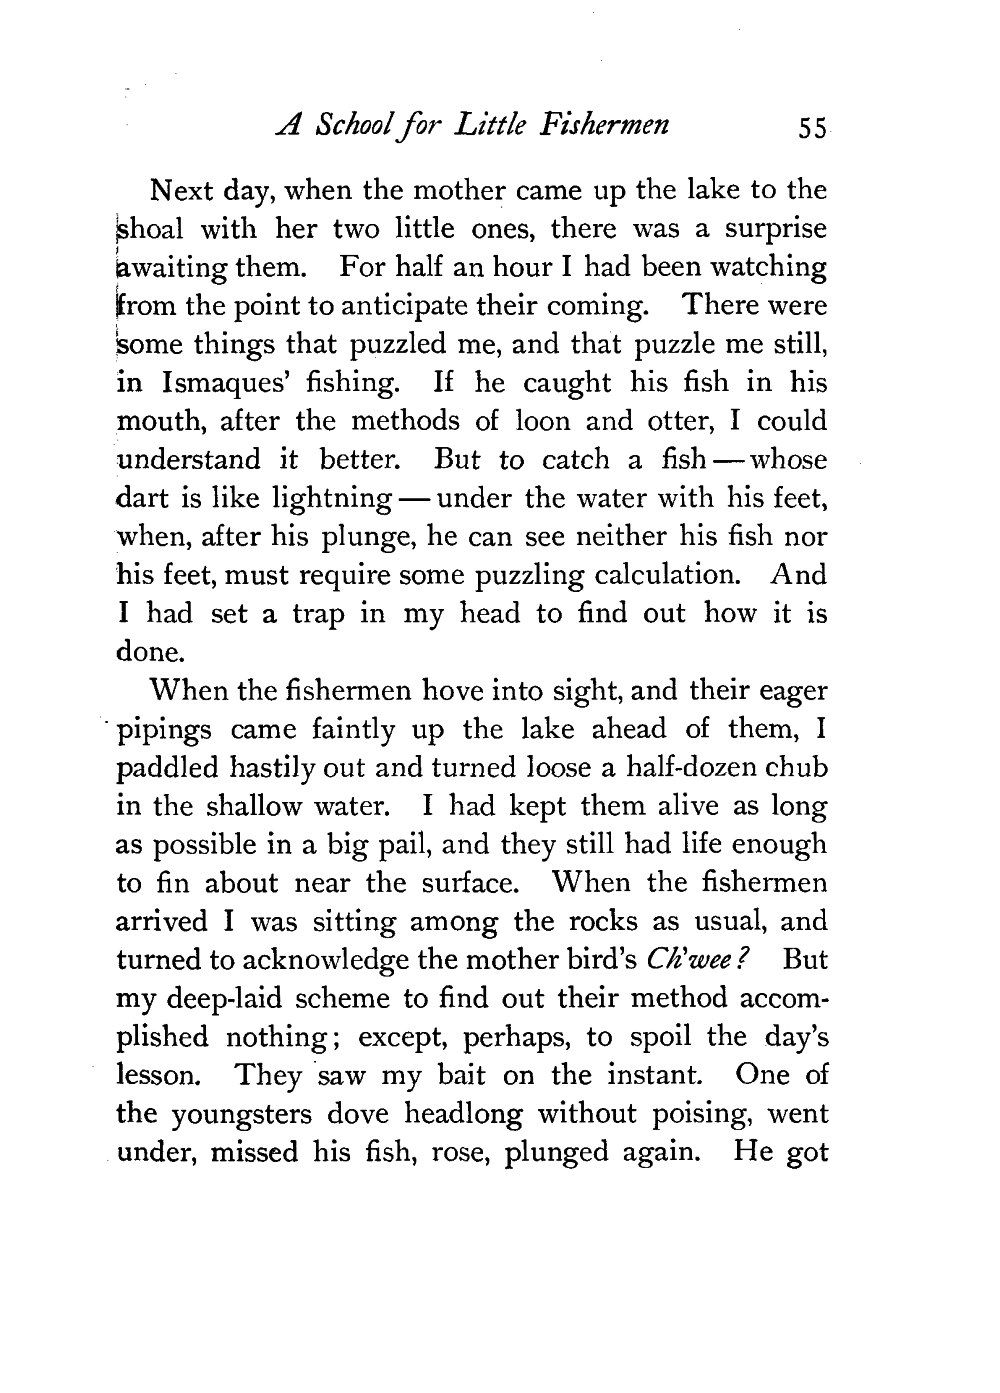 A School for Little Fishermen 55
Next day, when the mother came up the lake to the
shoal with her two little ones, there was a surprise
awaiting them. For half an hour I had been watching
from the point to anticipate their coming. There were
some things that puzzled me, and that puzzle me still,
in Ismaques' fishing. If he caught his fish in his
mouth, after the methods of loon and otter, I could
understand it better. But to catch a fish — whose
dart is like lightning — under the water with his feet,
when, after his plunge, he can see neither his fish nor
his feet, must require some puzzling calculation. And
I had set a trap in my head to find out how it is
done.
When the fishermen hove into sight, and their eager
pipings came faintly up the lake ahead of them, I
paddled hastily out and turned loose a half-dozen chub
in the shallow water. I had kept them alive as long
as possible in a big pail, and they still had life enough
to fin about near the surface. When the fishermen
arrived I was sitting among the rocks as usual, and
turned to acknowledge the mother bird's Ch'wee? But
my deep-laid scheme to find out their method accom-
plished nothing; except, perhaps, to spoil the day's
lesson. They saw my bait on the instant. One of
the youngsters dove headlong without poising, went
under, missed his fish, rose, plunged again. He got